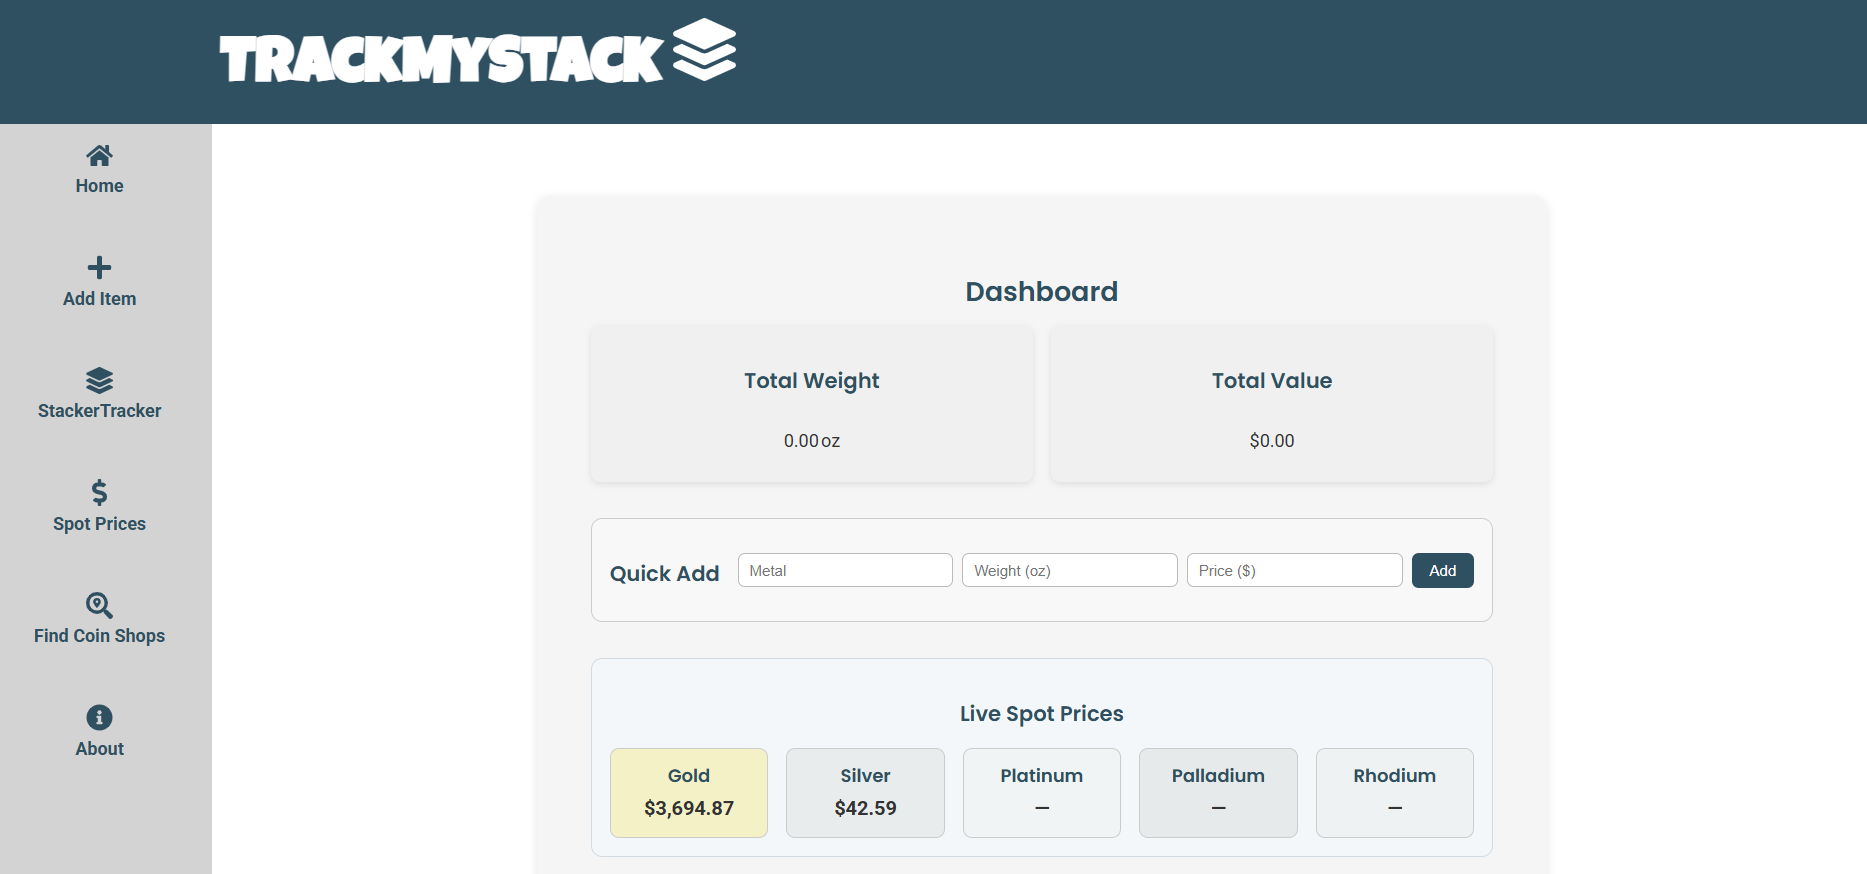 TRACKMYSTACK
Home
Add Item
StackerTracker
Spot Prices
Find Coin Shops
About
Dashboard
Total Weight
0.00 oz
Total Value
$0.00
Quick Add
Metal
Weight (oz)
Price ($)
Add
Live Spot Prices
Gold
$3,694.87
Silver
$42.59
Platinum
—
Palladium
—
Rhodium
—